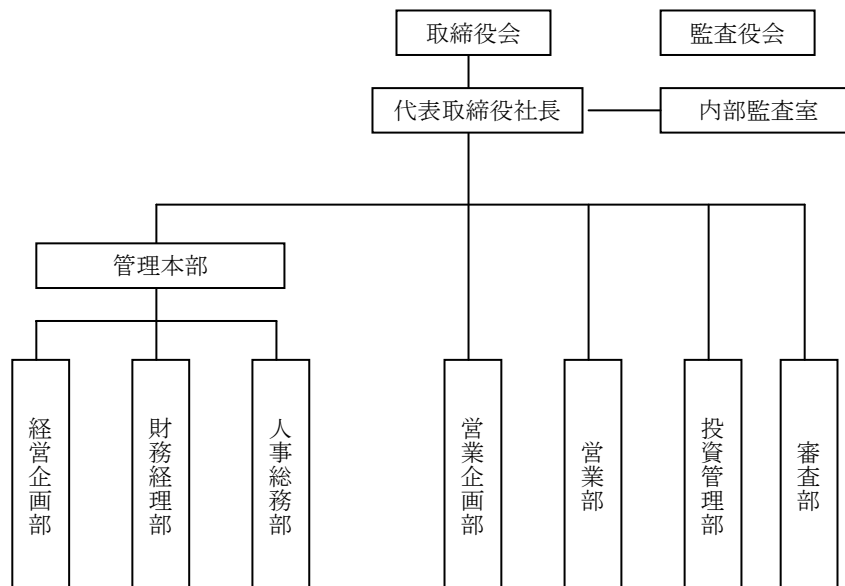 取締役会
監査役会
代表取締役社長
内部監査室
管理本部
経営企画部
財務経理部
人事総務部
営業企画部
営業部
投資管理部
審査部